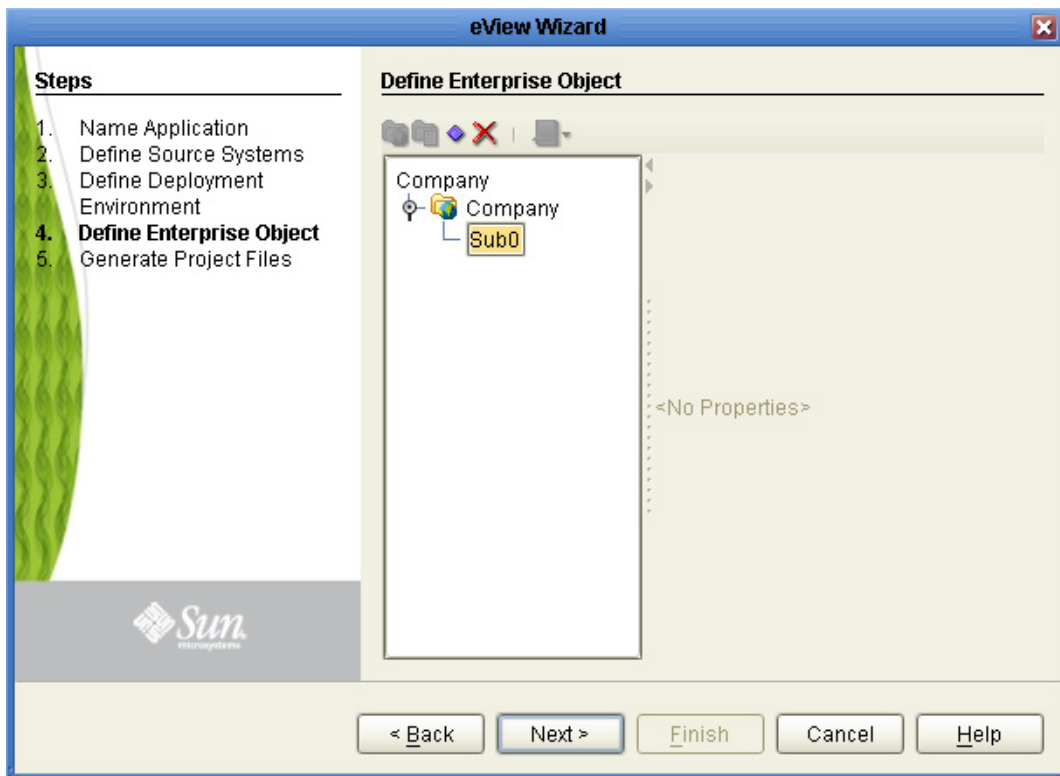 eView Wizard
Steps
1. Name Application
2. Define Source Systems
3. Define Deployment
Environment
4. Define Enterprise Object
5. Generate Project Files
Sun
microsystems
Define Enterprise Object
Company
Company
Sub0
<No Properties>
< Back
Next >
Finish
Cancel
Help